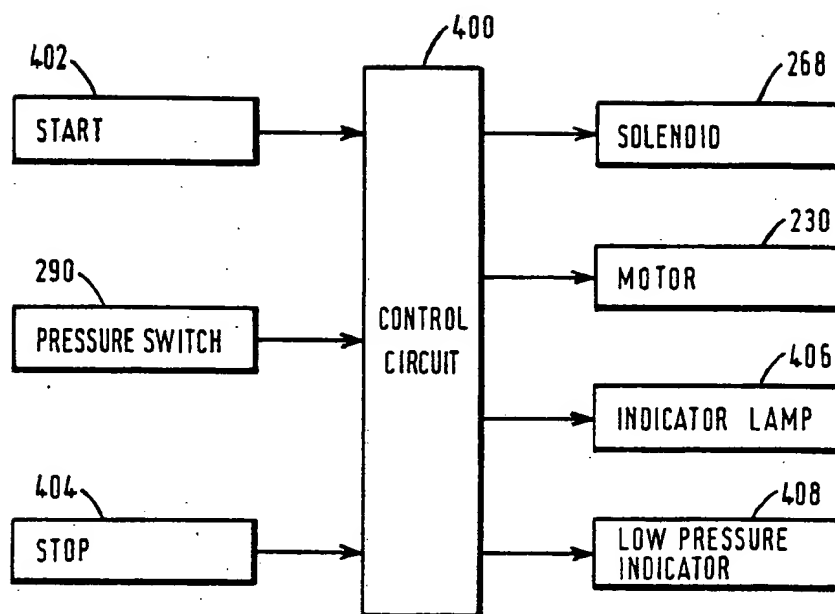 400
402
START
268
SOLENOID
290
PRESSURE SWITCH
230
MOTOR
CONTROL
CIRCUIT
406
INDICATOR LAMP
404
STOP
408
LOW PRESSURE
INDICATOR